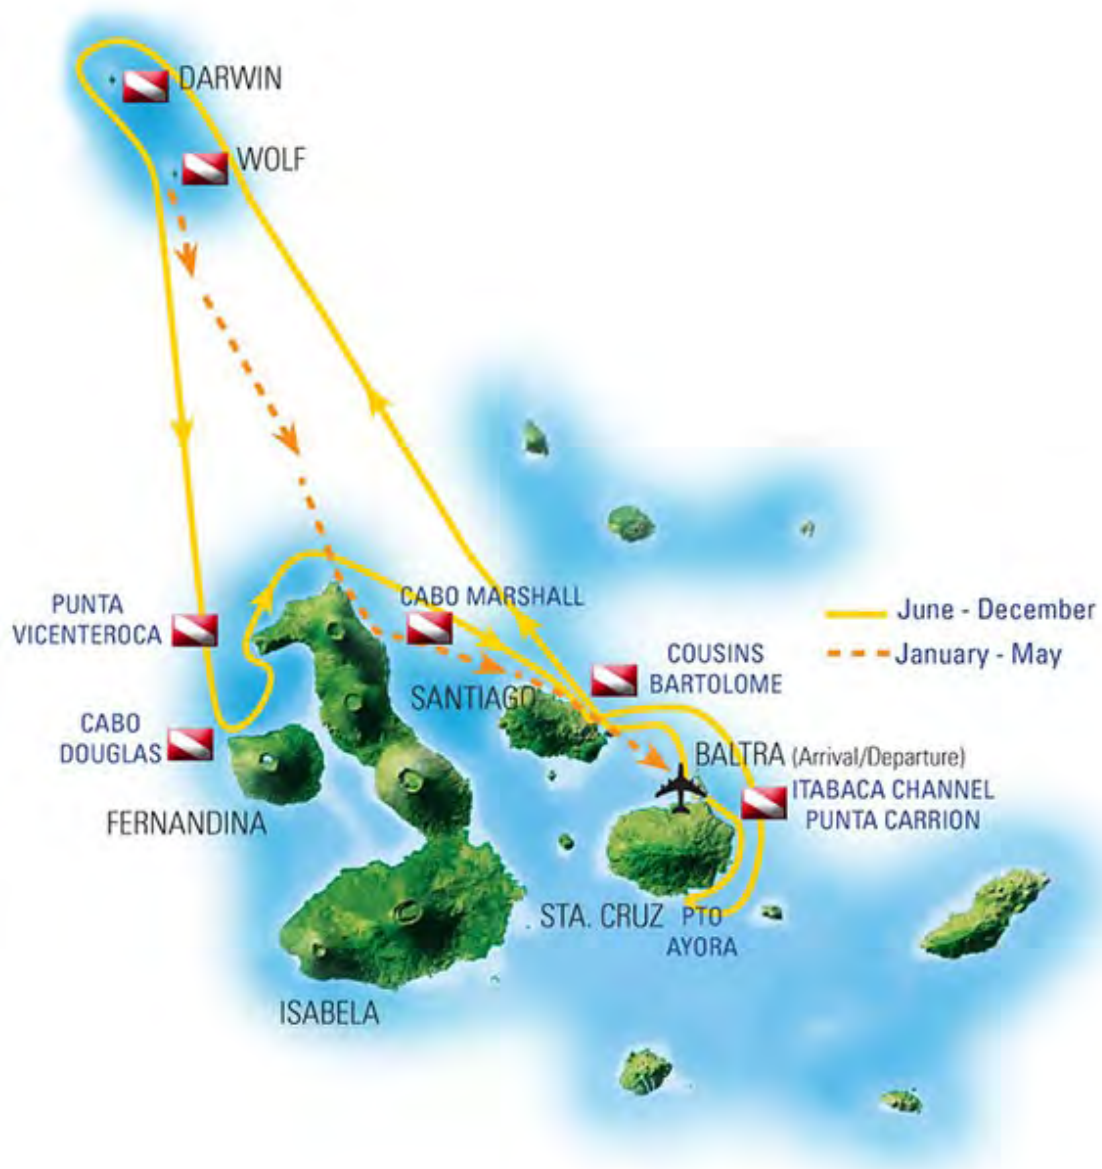 DARWIN
WOLF
PUNTA
VICENTEROCA
CABO MARSHALL
June - December
January - May
COUSINS
BARTOLOME
SANTIAGO
CABO
DOUGLAS
BALTRA (Arrival/Departure)
ITABACA CHANNEL
PUNTA CARRION
FERNANDINA
STA. CRUZ
PTO
AYORA
ISABELA